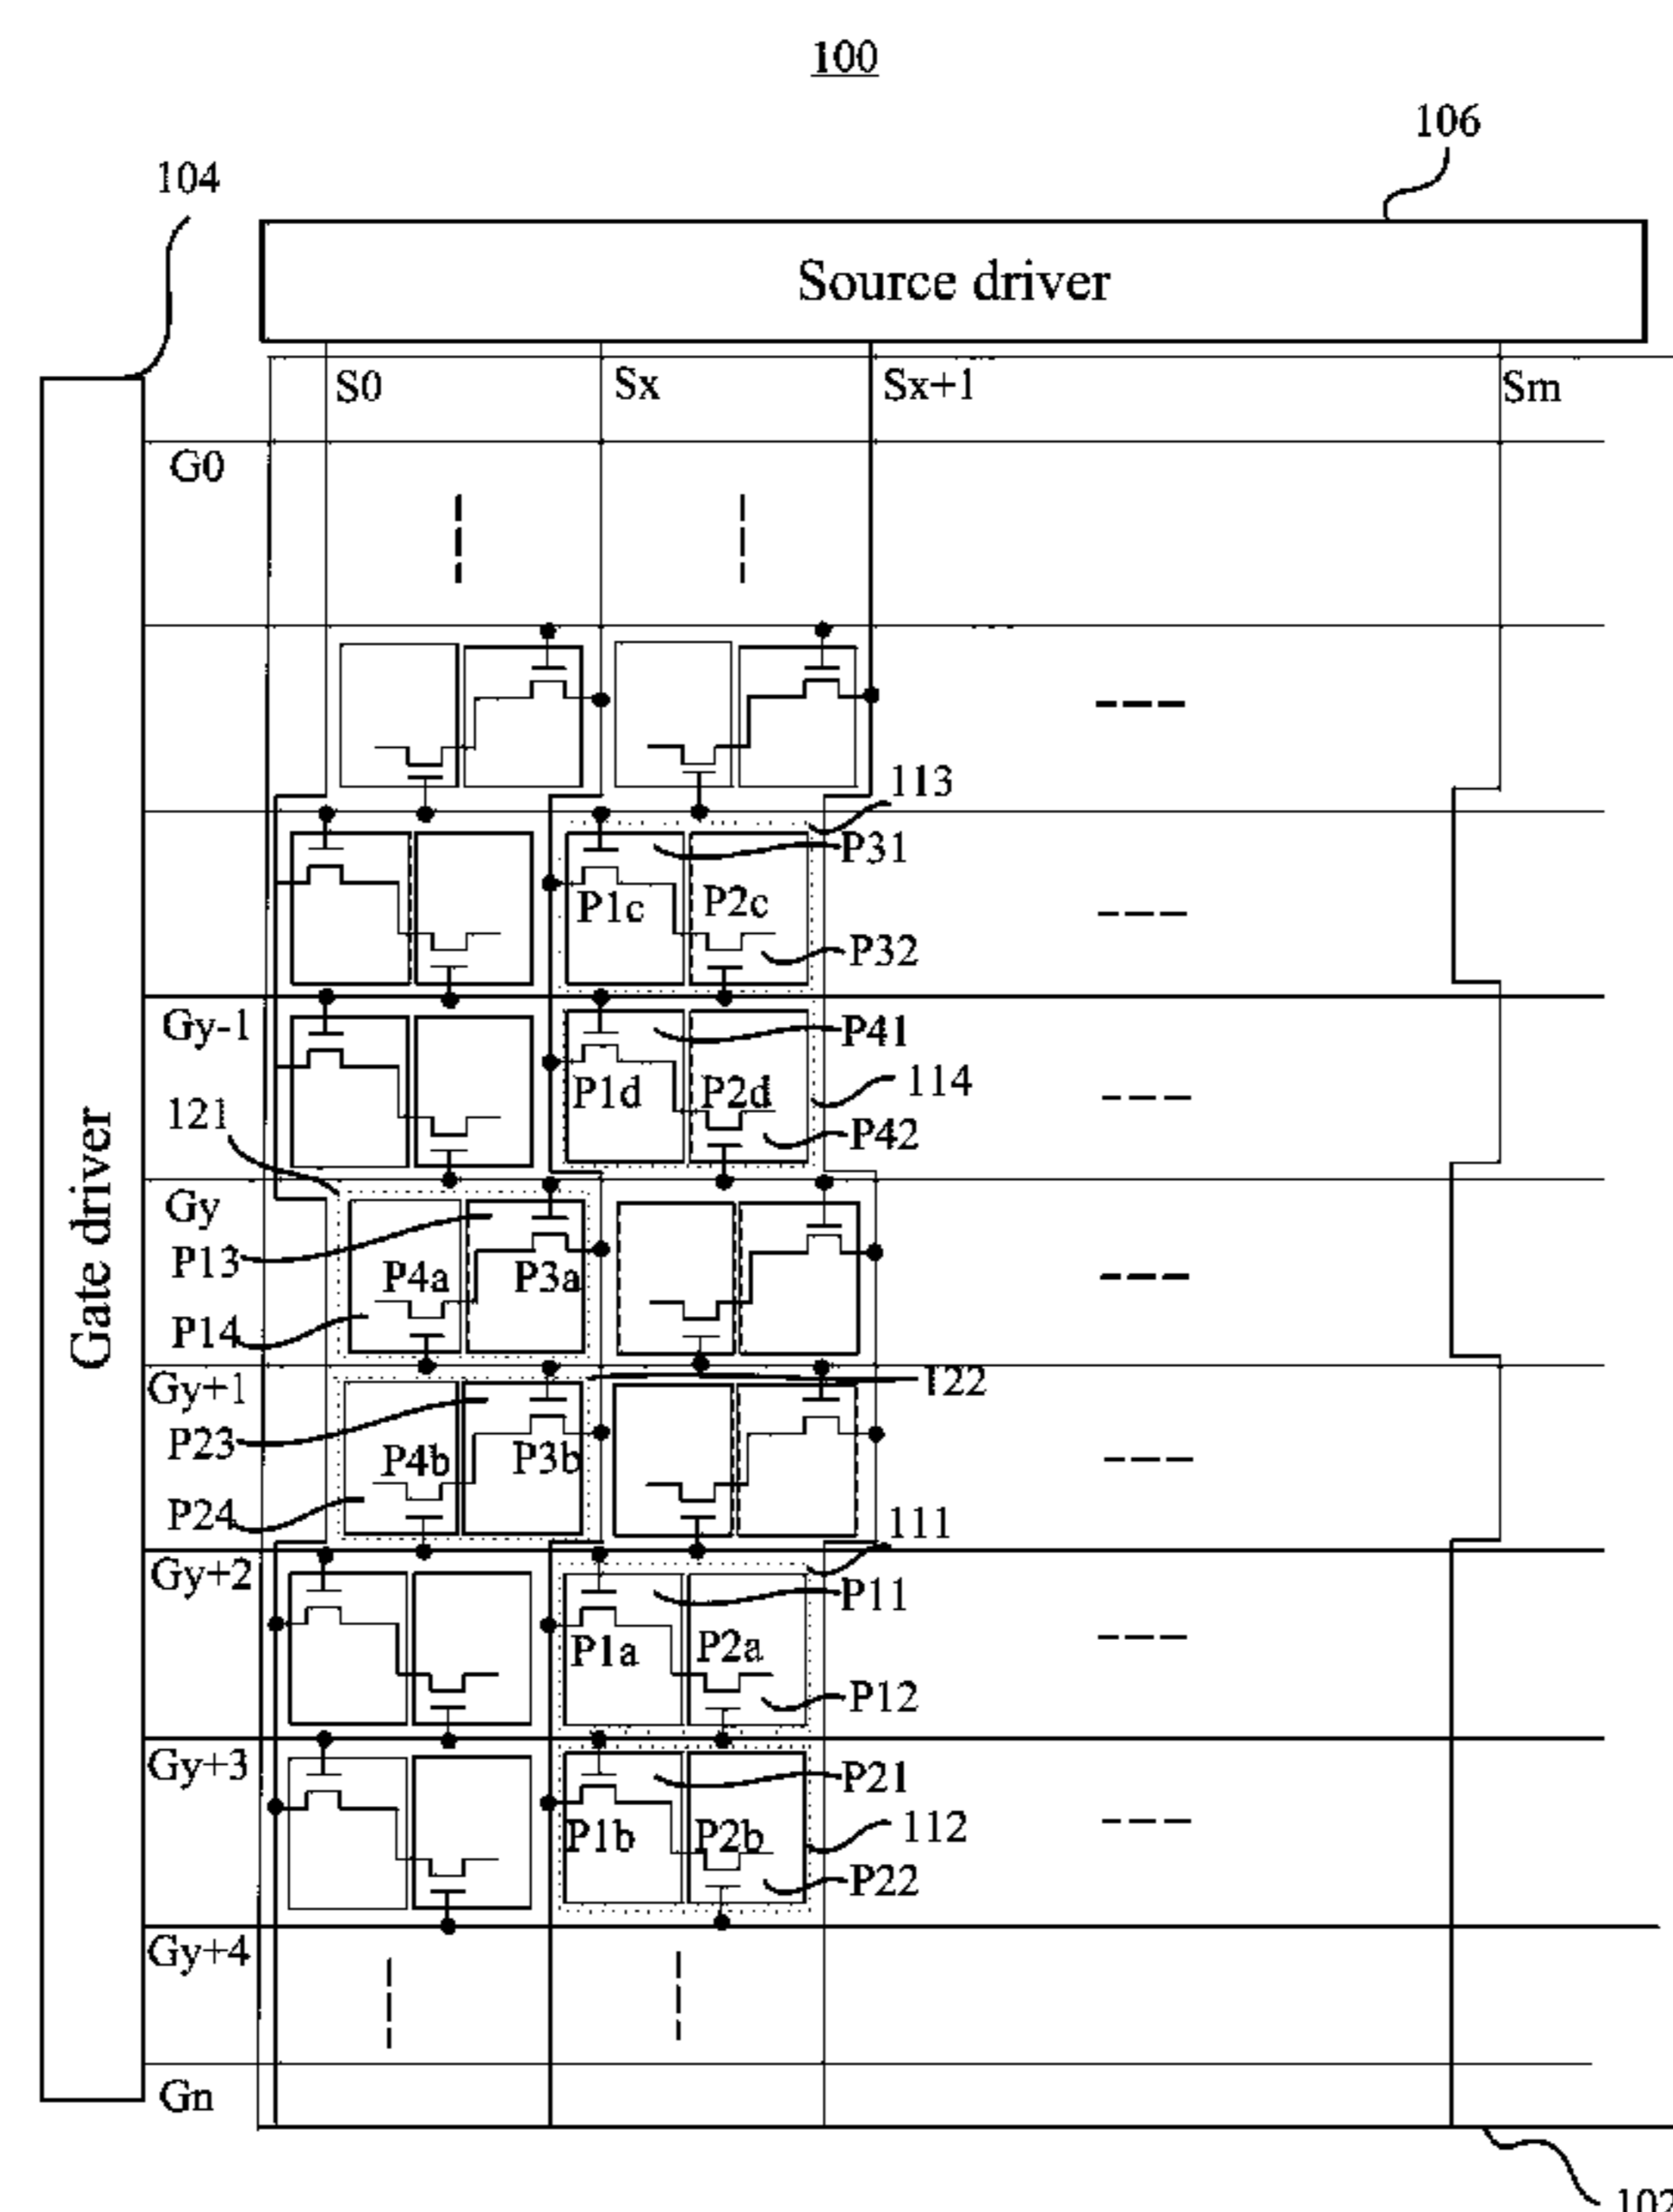 100
106
104
Source driver
S0 Sx Sx+1 Sm
G0
113
P31
P1c P2c
P32
Gy-1
P41
P1d P2d
114
121
P42
Gy
P13
P4a P3a
P14
Gy+1
122
P23
P4b P3b
P24
111
Gy+2
P11
P1a P2a
P12
Gy+3
P21
P1b P2b
112
P22
Gy+4
Gn
Gate driver
102